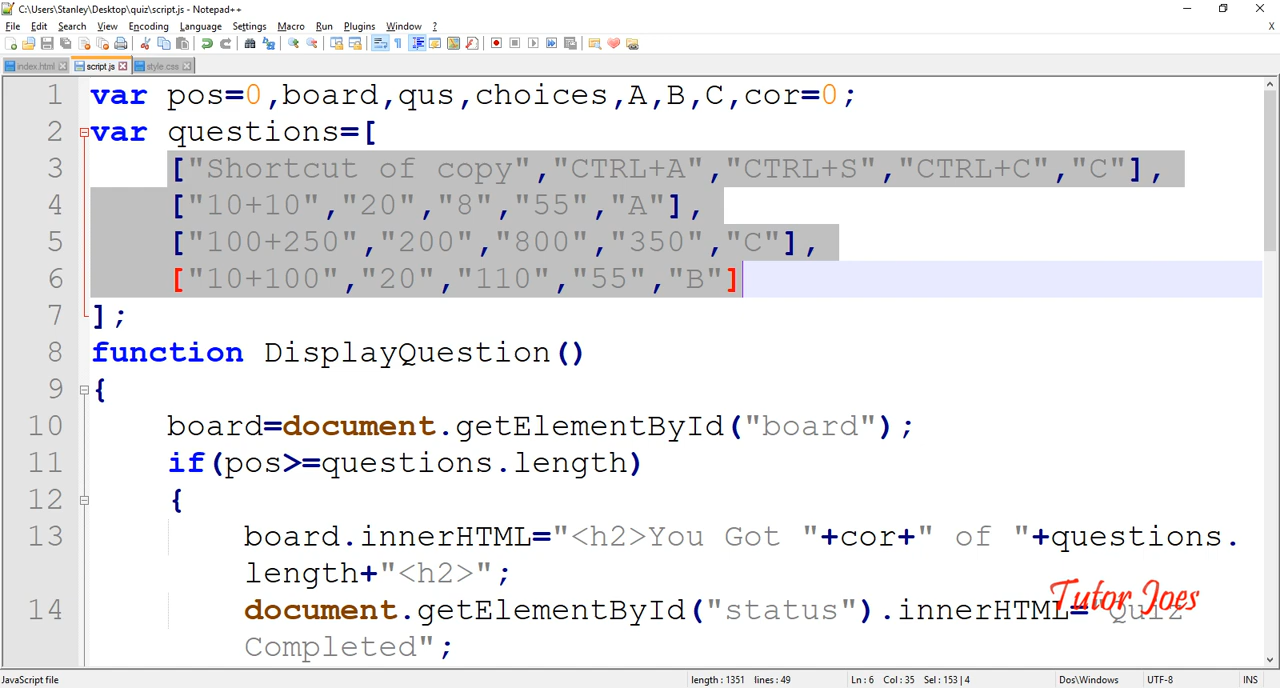 C:\Users\Stanley\Desktop\quiz\script.js - Notepad++
File Edit Search View Encoding Language Settings Macro Run Plugins Window ?
X
index.html script.js style.css
1 var pos=0,board,qus,choices,A,B,C,cor=0;
2 var questions=[
3 ["Shortcut of copy","CTRL+A","CTRL+S","CTRL+C","C"],
4 ["10+10","20","8","55","A"],
5 ["100+250","200","800","350","C"],
6 ["10+100","20","110","55","B"]
7 ];
8 function DisplayQuestion()
9 {
10 board=document.getElementById("board");
11 if(pos>=questions.length)
12 {
13 board.innerHTML="<h2>You Got "+cor+" of "+questions.
length+"<h2>";
14 document.getElementById("status").innerHTML="Quiz
Completed";
Tutor Joes
JavaScript file length : 1351 lines : 49 Ln : 6 Col : 35 Sel : 153 | 4 Dos\Windows UTF-8 INS